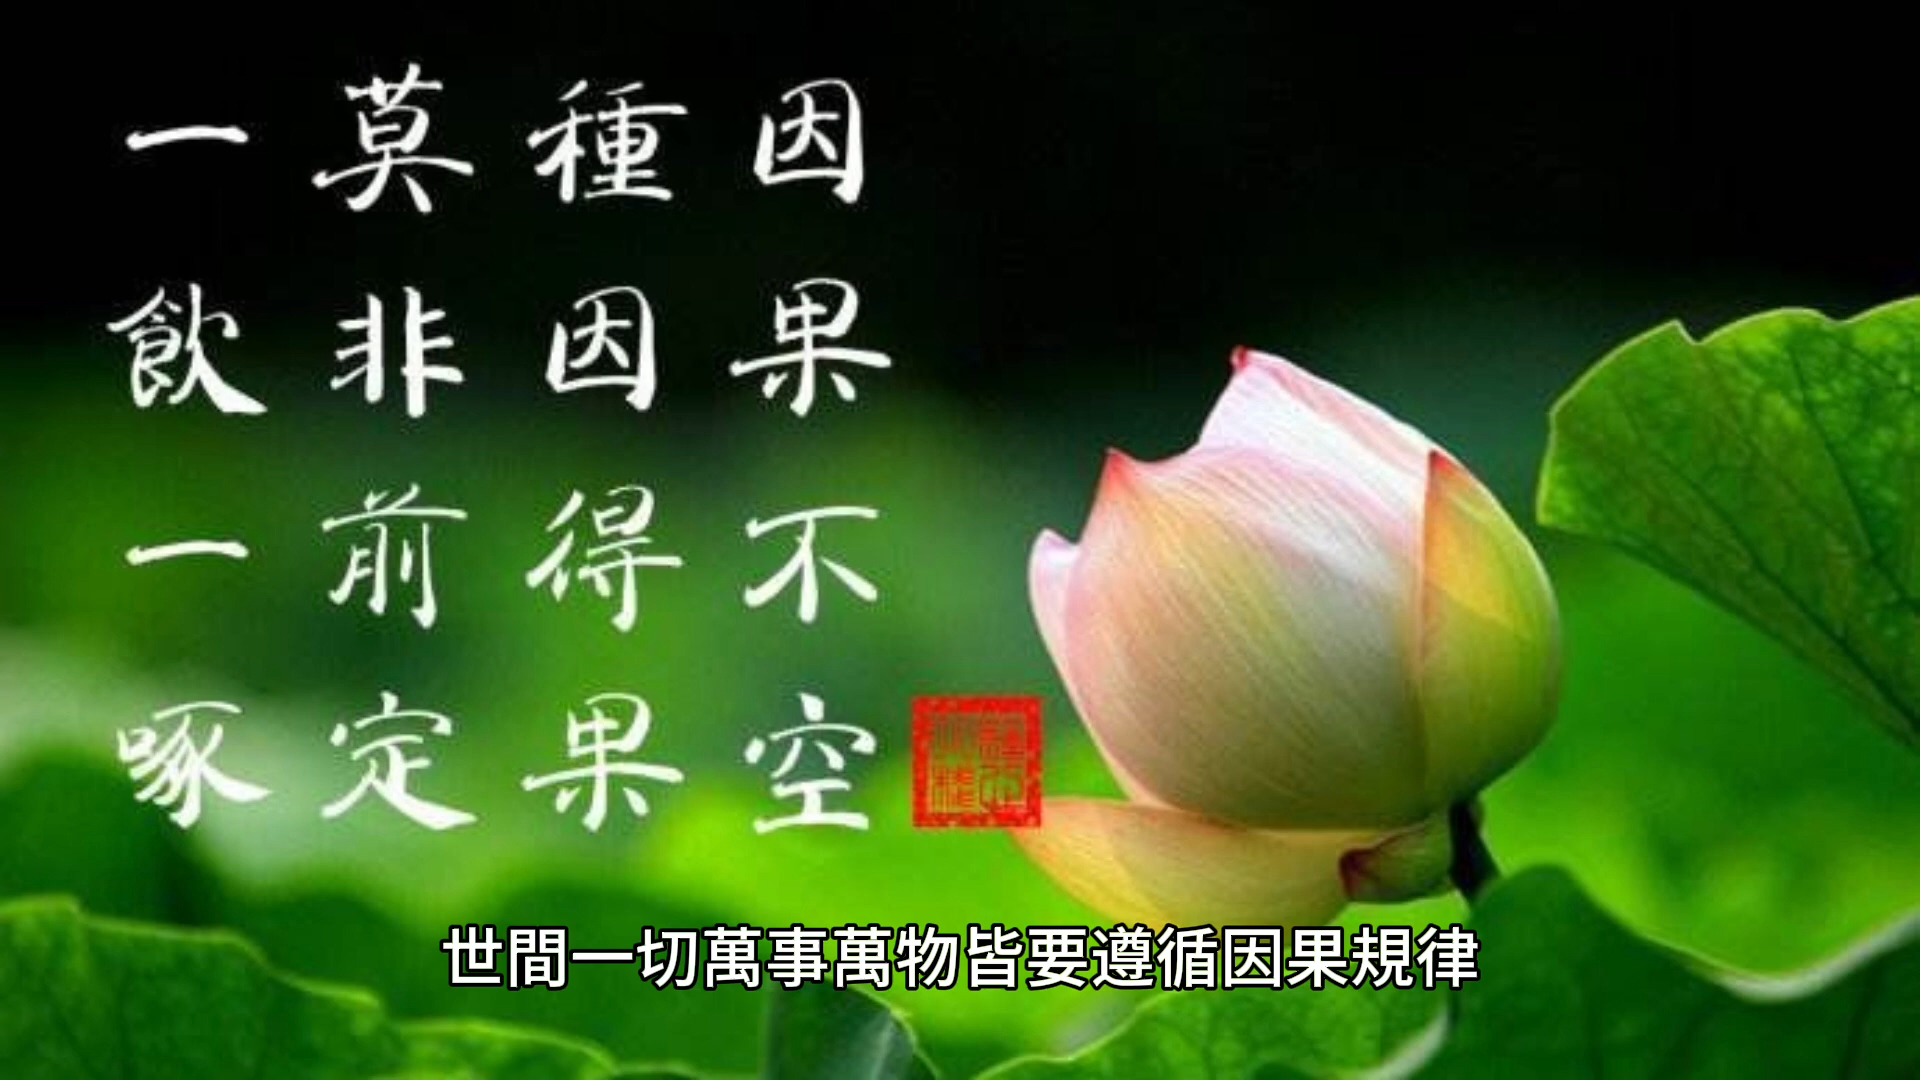 一飲一啄
莫非前定
種因得果
因果不空
世間一切萬事萬物皆要遵循因果規律